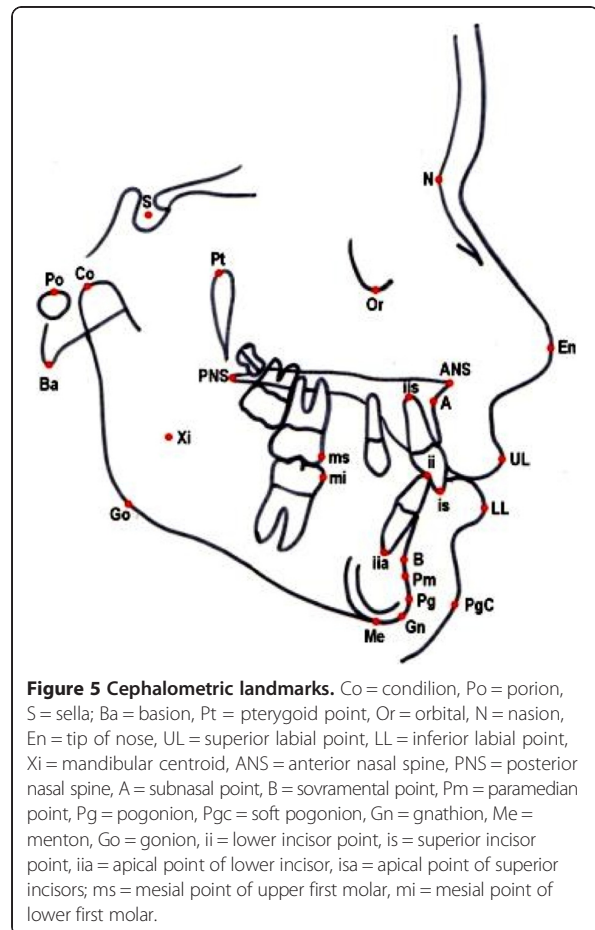 N
S
Pt
Po Co
Or
En
Ba
PNS
ANS
iis
A
Xi
ms
ii
UL
mi
is
Go
LL
iia
B
Pm
Pg
PgC
Gn
Me
Figure 5 Cephalometric landmarks. Co = condilion, Po = porion,
S = sella; Ba = basion, Pt = pterygoid point, Or = orbital, N = nasion,
En = tip of nose, UL = superior labial point, LL = inferior labial point,
Xi = mandibular centroid, ANS = anterior nasal spine, PNS = posterior
nasal spine, A = subnasal point, B = sovramental point, Pm = paramedian
point, Pg = pogonion, Pgc = soft pogonion, Gn = gnathion, Me =
menton, Go = gonion, ii = lower incisor point, is = superior incisor
point, iia = apical point of lower incisor, isa = apical point of superior
incisors; ms = mesial point of upper first molar, mi = mesial point of
lower first molar.